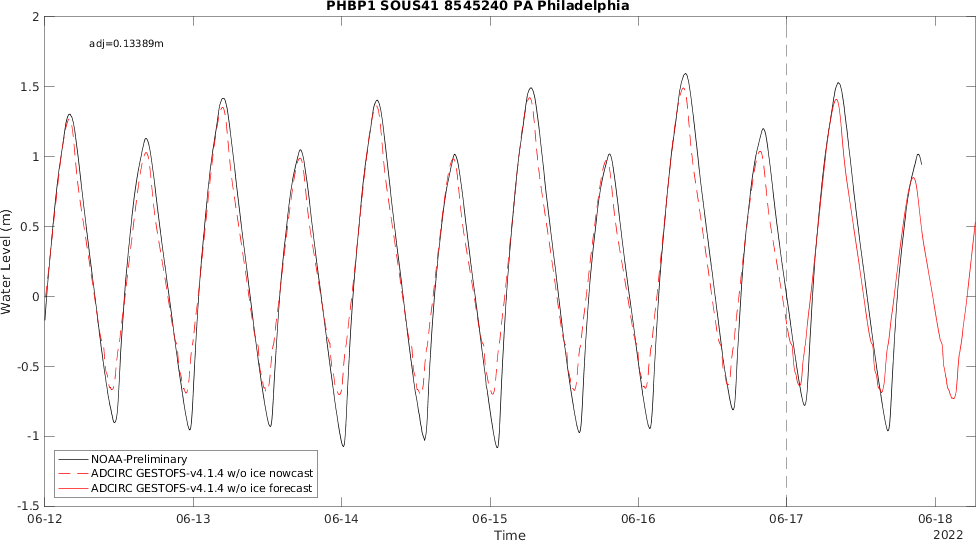 PHBP1 SOUS41 8545240 PA Philadelphia
adj=0.13389m
Water Level (m)
2
1.5
1
0.5
0
-0.5
-1
-1.5
NOAA-Preliminary
ADCIRC GESTOFS-v4.1.4 w/o ice nowcast
ADCIRC GESTOFS-v4.1.4 w/o ice forecast
06-12 06-13 06-14 06-15 06-16 06-17 06-18
Time
2022